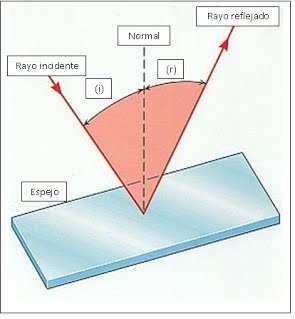 Rayo reflejado
Normal
Rayo incidente
(i)
(r)
Espejo